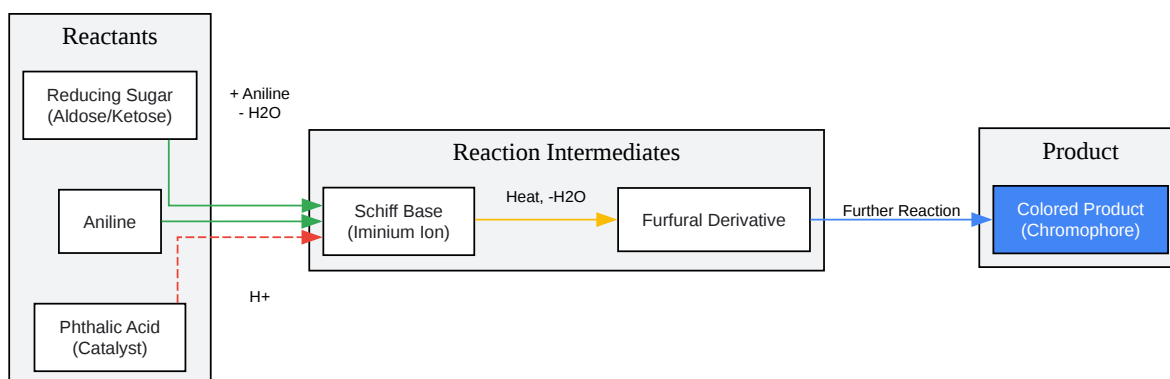 Reactants
Reducing Sugar
(Aldose/Ketose)
+ Aniline
- H2O
Aniline
H+
Phthalic Acid
(Catalyst)
Reaction Intermediates
Schiff Base
(Iminium Ion)
Heat, -H2O
Furfural Derivative
Further Reaction
Product
Colored Product
(Chromophore)